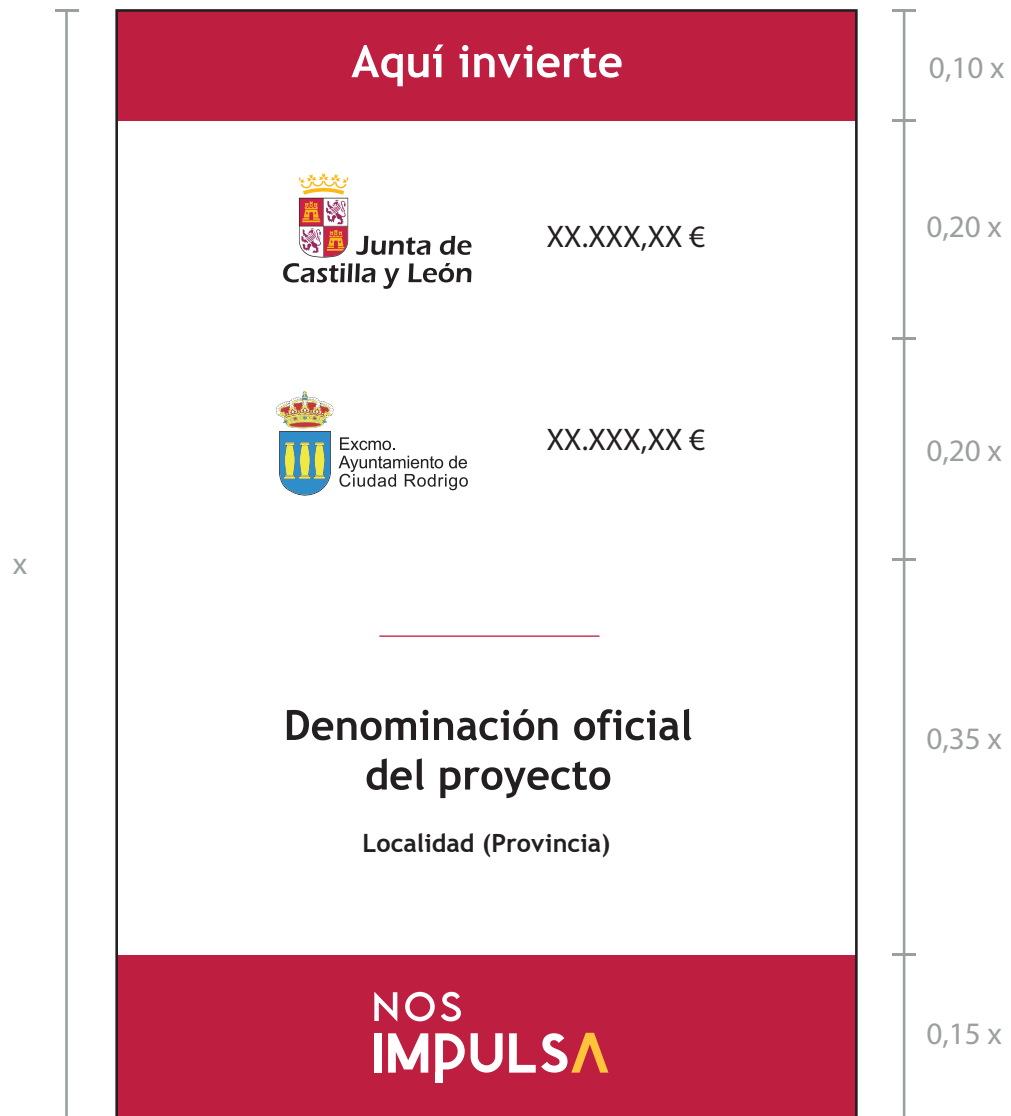 Aquí invierte
0,10 x
Junta de
Castilla y León
XX.XXX,XX €
0,20 x
Excmo.
Ayuntamiento de
Ciudad Rodrigo
XX.XXX,XX €
0,20 x
x
Denominación oficial
del proyecto
0,35 x
Localidad (Provincia)
NOS
IMPULSA
0,15 x